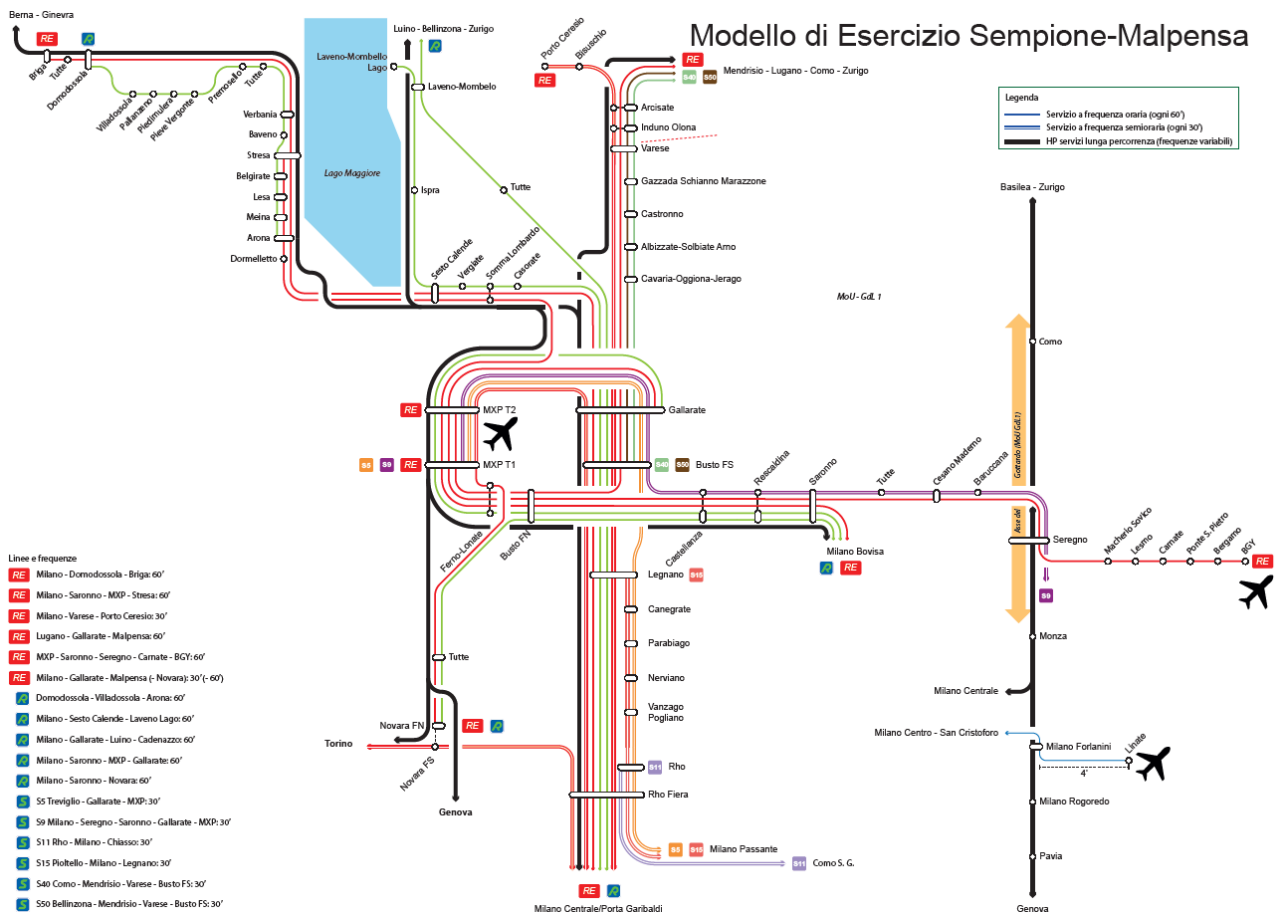 Modello di Esercizio Sempione-Malpensa
Berna - Ginevra
RE
R
Briga
Tutte
Domodossola
Villadossola
Pallanzeno
Piedimulera
Pieve Vergonte
Premosello
Tutte
Verbania
Baveno
Stresa
Belgirate
Lesa
Meina
Arona
Dormelletto
Lago Maggiore
Luino - Bellinzona - Zurigo
R
Laveno-Mombello
Lago
Laveno-Mombelo
Ispra
Tutte
Sesto Calende
Vergiate
Somma Lombardo
Casorate
Porto Ceresio
Bisuschio
RE
RE
Mendrisio - Lugano - Como - Zurigo
S40
S50
Arcisate
Induno Olona
Varese
Gazzada Schianno Marazzone
Castronno
Albizzate-Solbiate Arno
Cavaria-Oggiona-Jerago
Legenda
Servizio a frequenza oraria (ogni 60')
Servizio a frequenza semioraria (ogni 30')
HP servizi lunga percorrenza (frequenze variabili)
MoU - GdL 1
Basilea - Zurigo
Como
Gottardo (MoU GdL1)
Asse del
RE
MXP T2
Gallarate
S5
S9
RE
MXP T1
S40
S50
Busto FS
Rescaldina
Saronno
Tutte
Cesano Maderno
Baruccana
Ferno-Lonate
Busto FN
Castellanza
Milano Bovisa
R
RE
Seregno
Macherio Sovico
Lesmo
Carnate
Ponte S. Pietro
Bergamo
BGY
RE
S9
Legnano
S15
Canegrate
Parabiago
Nerviano
Vanzago
Pogliano
S11
Rho
Rho Fiera
Tutte
Novara FN
RE
R
Torino
Novara FS
Genova
S5
S15
Milano Passante
S11
Como S. G.
RE
R
Milano Centrale/Porta Garibaldi
Monza
Milano Centrale
Milano Centro - San Cristoforo
Milano Forlanini
Linate
4'
Milano Rogoredo
Pavia
Genova
Linee e frequenze
RE Milano - Domodossola - Briga: 60'
RE Milano - Saronno - MXP - Stresa: 60'
RE Milano - Varese - Porto Ceresio: 30'
RE Lugano - Gallarate - Malpensa: 60'
RE MXP - Saronno - Seregno - Carnate - BGY: 60'
RE Milano - Gallarate - Malpensa (- Novara): 30'(- 60')
R Domodossola - Villadossola - Arona: 60'
R Milano - Sesto Calende - Laveno Lago: 60'
R Milano - Gallarate - Luino - Cadenazzo: 60'
R Milano - Saronno - MXP - Gallarate: 60'
R Milano - Saronno - Novara: 60'
S S5 Treviglio - Gallarate - MXP: 30'
S S9 Milano - Seregno - Saronno - Gallarate - MXP: 30'
S S11 Rho - Milano - Chiasso: 30'
S S15 Pioltello - Milano - Legnano: 30'
S S40 Como - Mendrisio - Varese - Busto FS: 30'
S S50 Bellinzona - Mendrisio - Varese - Busto FS: 30'